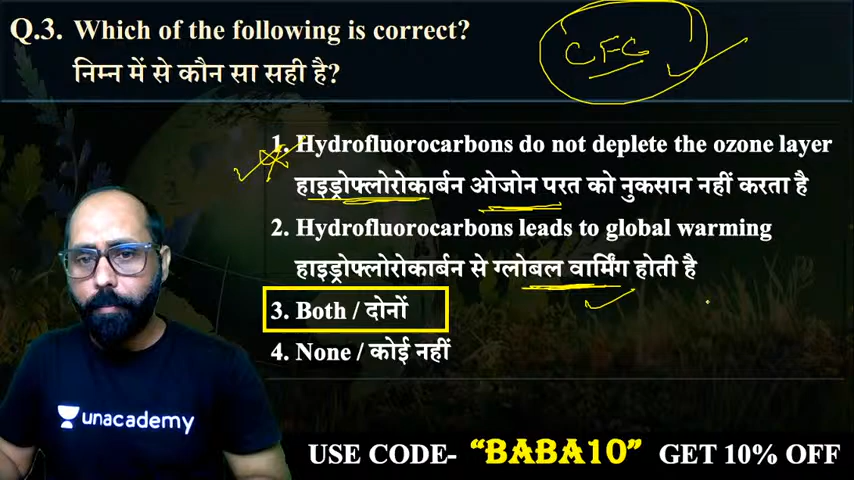 Q.3. Which of the following is correct?
निम्न में से कौन सा सही है?
CFC
1. Hydrofluorocarbons do not deplete the ozone layer
हाइड्रोफ्लोरोकार्बन ओजोन परत को नुकसान नहीं करता है
2. Hydrofluorocarbons leads to global warming
हाइड्रोफ्लोरोकार्बन से ग्लोबल वार्मिंग होती है
3. Both / दोनों
4. None / कोई नहीं
unacademy
USE CODE- “BABA10” GET 10% OFF